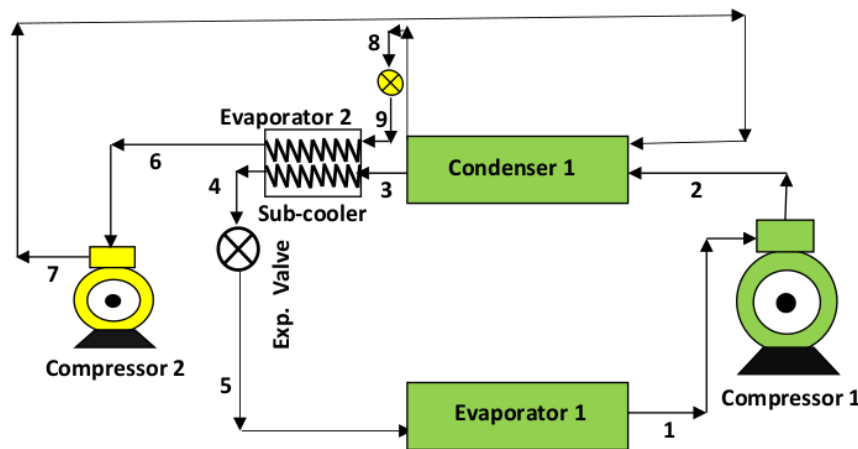 8
Evaporator 2
9
6
4
3
Condenser 1
2
Sub-cooler
7
Exp. Valve
Compressor 2
5
Evaporator 1
1
Compressor 1